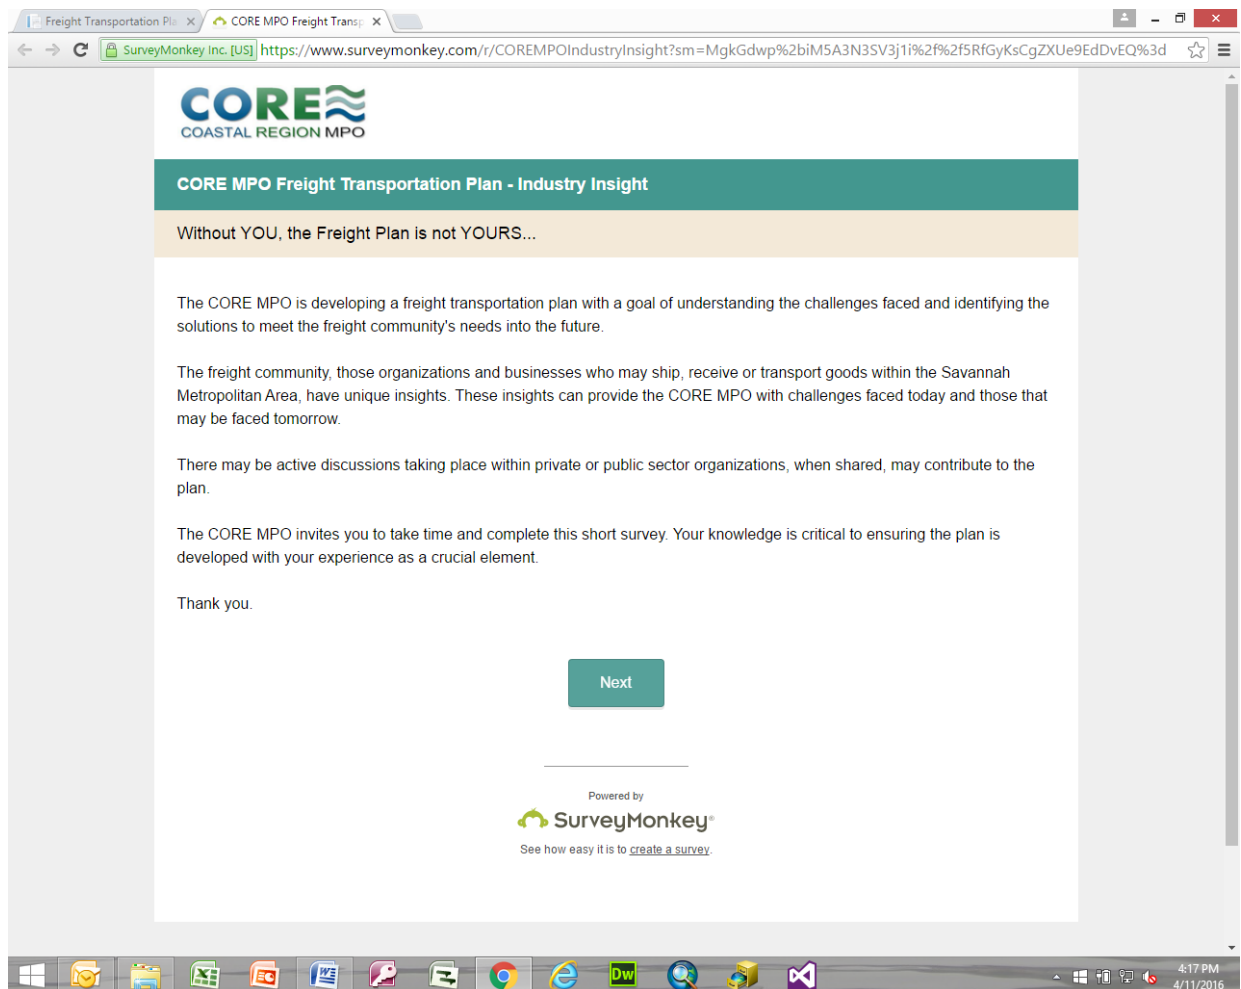 Freight Transportation Pla
CORE MPO Freight Transp
SurveyMonkey Inc. [US] https://www.surveymonkey.com/r/COREMPOIndustryInsight?sm=MgkGdwp%2biM5A3N3SV3j1i%2f%2f5RfGyKsCgZXUe9EdDvEQ%3d
CORE
COASTAL REGION MPO
CORE MPO Freight Transportation Plan - Industry Insight
Without YOU, the Freight Plan is not YOURS...
The CORE MPO is developing a freight transportation plan with a goal of understanding the challenges faced and identifying the
solutions to meet the freight community's needs into the future.
The freight community, those organizations and businesses who may ship, receive or transport goods within the Savannah
Metropolitan Area, have unique insights. These insights can provide the CORE MPO with challenges faced today and those that
may be faced tomorrow.
There may be active discussions taking place within private or public sector organizations, when shared, may contribute to the
plan.
The CORE MPO invites you to take time and complete this short survey. Your knowledge is critical to ensuring the plan is
developed with your experience as a crucial element.
Thank you.
Next
Powered by
SurveyMonkey®
See how easy it is to create a survey.
Dw
4:17 PM
4/11/2016